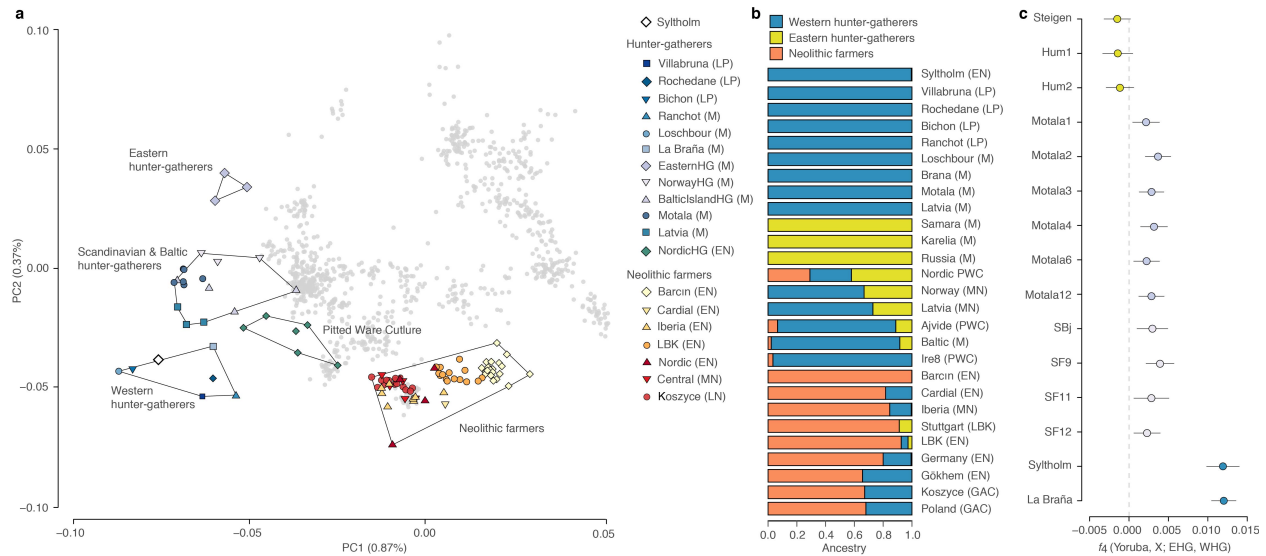 a
0.10
0.05
0.00
−0.05
−0.10
PC2 (0.37%)
−0.10
−0.05
0.00
0.05
PC1 (0.87%)
Eastern
hunter-gatherers
Scandinavian & Baltic
hunter-gatherers
Pitted Ware Cutlure
Western
hunter-gatherers
Neolithic farmers
Syltholm
Hunter-gatherers
Villabruna (LP)
Rochedane (LP)
Bichon (LP)
Ranchot (M)
Loschbour (M)
La Braña (M)
EasternHG (M)
NorwayHG (M)
BalticIslandHG (M)
Motala (M)
Latvia (M)
NordicHG (EN)
Neolithic farmers
Barcın (EN)
Cardial (EN)
Iberia (EN)
LBK (EN)
Nordic (EN)
Central (MN)
Koszyce (LN)
b
Western hunter-gatherers
Eastern hunter-gatherers
Neolithic farmers
Syltholm (EN)
Villabruna (LP)
Rochedane (LP)
Bichon (LP)
Ranchot (LP)
Loschbour (M)
Brana (M)
Motala (M)
Latvia (M)
Samara (M)
Karelia (M)
Russia (M)
Nordic PWC
Norway (MN)
Latvia (MN)
Ajvide (PWC)
Baltic (M)
Ire8 (PWC)
Barcın (EN)
Cardial (EN)
Iberia (MN)
Stuttgart (LBK)
LBK (EN)
Germany (EN)
Gökhem (EN)
Koszyce (GAC)
Poland (GAC)
0.0 0.2 0.4 0.6 0.8 1.0
Ancestry
c
Steigen
Hum1
Hum2
Motala1
Motala2
Motala3
Motala4
Motala6
Motala12
SBj
SF9
SF11
SF12
Syltholm
La Braña
−0.005 0.000 0.005 0.010 0.015
f4 (Yoruba, X; EHG, WHG)